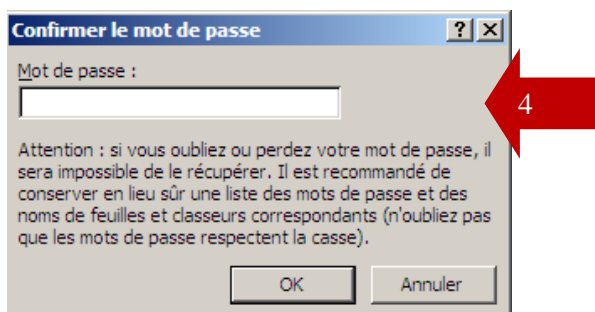 Confirmer le mot de passe
Mot de passe :
4
Attention : si vous oubliez ou perdez votre mot de passe, il
sera impossible de le récupérer. Il est recommandé de
conserver en lieu sûr une liste des mots de passe et des
noms de feuilles et classeurs correspondants (n'oubliez pas
que les mots de passe respectent la casse).
OK
Annuler